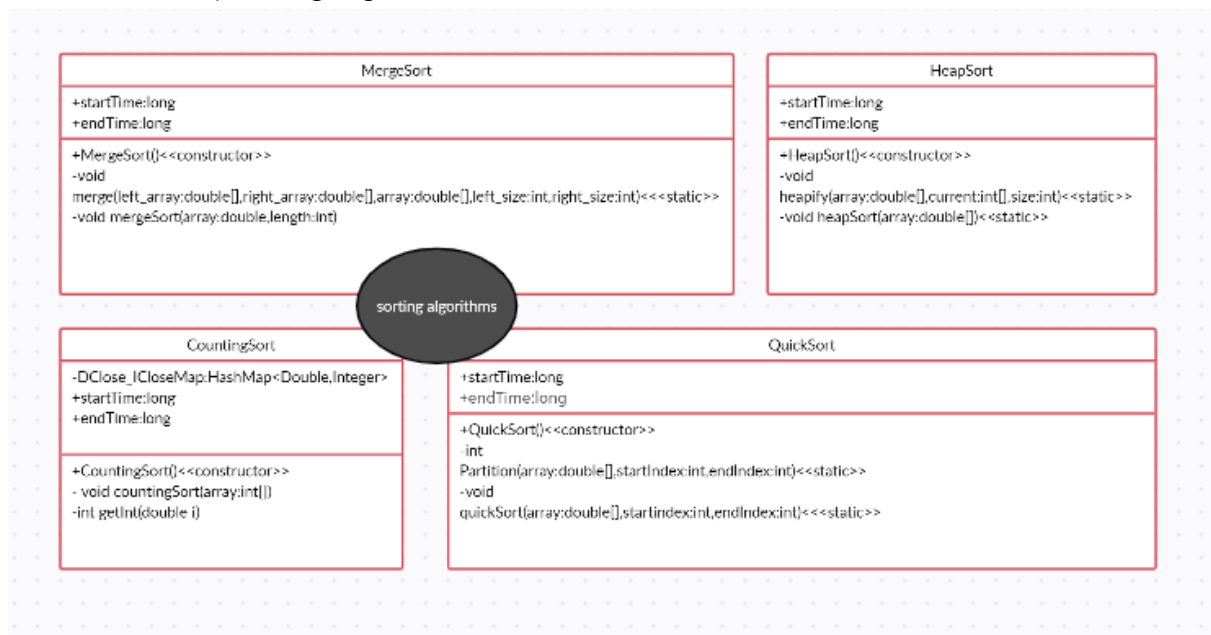 MergeSort
+startTime:long
+endTime:long
+MergeSort()<<constructor>>
-void
merge(left_array:double[],right_array:double[],array:double[],left_size:int,right_size:int)<<<static>>
-void mergeSort(array:double,length:int)
HeapSort
+startTime:long
+endTime:long
+HeapSort()<<constructor>>
-void
heapify(array:double[],current:int[],size:int)<<static>>
-void heapSort(array:double[])<<static>>
sorting algorithms
CountingSort
-DClose_ICloseMap:HashMap<Double,Integer>
+startTime:long
+endTime:long
+CountingSort()<<constructor>>
- void countingSort(array:int[])
-int getInt(double i)
QuickSort
+startTime:long
+endTime:long
+QuickSort()<<constructor>>
-int
Partition(array:double[],startIndex:int,endIndex:int)<<static>>
-void
quickSort(array:double[],startindex:int,endIndex:int)<<<static>>